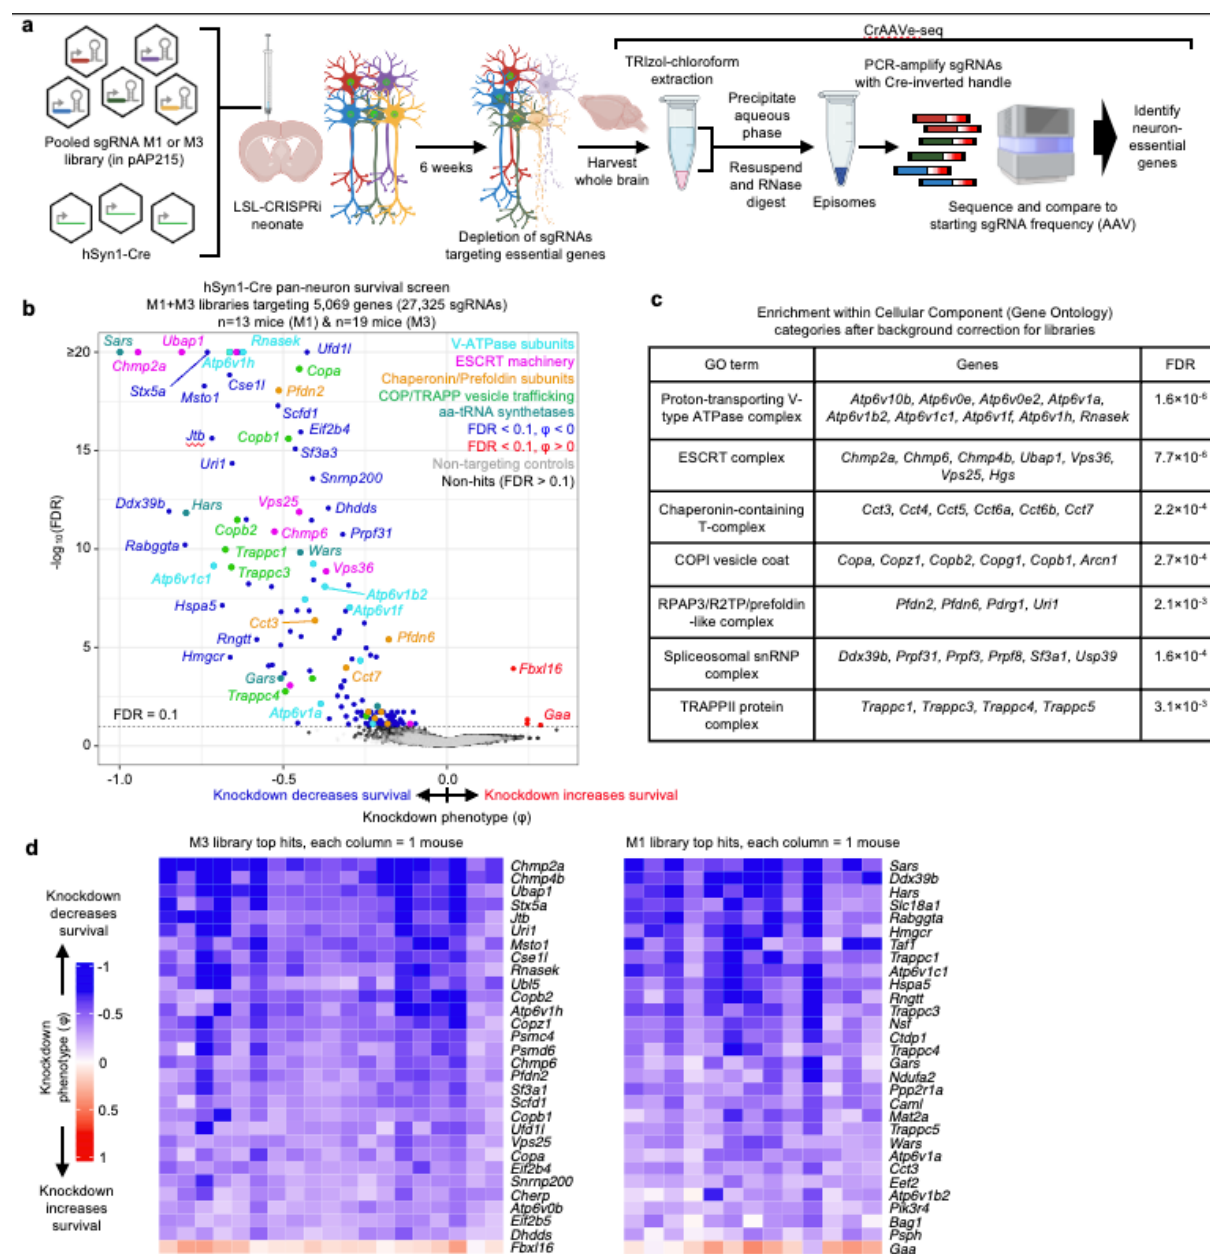 a
CrAAVe-seq
TRIzol-chloroform
extraction
PCR-amplify sgRNAs
with Cre-inverted handle
Precipitate
aqueous
phase
Resuspend
and RNase
digest
Identify
neuron-
essential
genes
Pooled sgRNA M1 or M3
library (in pAP215)
6 weeks
Harvest
whole brain
Episomes
LSL-CRISPRi
neonate
Depletion of sgRNAs
targeting essential genes
Sequence and compare to
starting sgRNA frequency (AAV)
hSyn1-Cre
b
hSyn1-Cre pan-neuron survival screen
M1+M3 libraries targeting 5,069 genes (27,325 sgRNAs)
n=13 mice (M1) & n=19 mice (M3)
-log10(FDR)
≥20
15
10
5
0
-1.0
-0.5
0.0
V-ATPase subunits
ESCRT machinery
Chaperonin/Prefoldin subunits
COP/TRAPP vesicle trafficking
aa-tRNA synthetases
FDR < 0.1, φ < 0
FDR < 0.1, φ > 0
Non-targeting controls
Non-hits (FDR > 0.1)
Sars
Ubap1
Rnasek
Ufd1l
Chmp2a
Atp6v1h
Copa
Stx5a
Cse1l
Msto1
Pfdn2
Scfd1
Jtb
Copb1
Eif2b4
Sf3a3
Uri1
Snrnp200
Ddx39b
Hars
Vps25
Dhdds
Copb2
Chmp6
Prpf31
Rabggta
Trappc1
Wars
Atp6v1c1
Trappc3
Vps36
Atp6v1b2
Hspa5
Atp6v1f
Cct3
Rngtt
Pfdn6
Hmgcr
Cct7
Fbxl16
Gars
Trappc4
Atp6v1a
Gaa
FDR = 0.1
Knockdown decreases survival
Knockdown increases survival
Knockdown phenotype (φ)
c
Enrichment within Cellular Component (Gene Ontology)
categories after background correction for libraries
GO term Genes FDR
Proton-transporting V-
type ATPase complex
Atp6v10b, Atp6v0e, Atp6v0e2, Atp6v1a,
Atp6v1b2, Atp6v1c1, Atp6v1f, Atp6v1h, Rnasek
1.6×10-6
ESCRT complex
Chmp2a, Chmp6, Chmp4b, Ubap1, Vps36,
Vps25, Hgs
7.7×10-6
Chaperonin-containing
T-complex
Cct3, Cct4, Cct5, Cct6a, Cct6b, Cct7
2.2×10-4
COPI vesicle coat
Copa, Copz1, Copb2, Copg1, Copb1, Arcn1
2.7×10-4
RPAP3/R2TP/prefoldin
-like complex
Pfdn2, Pfdn6, Pdrg1, Uri1
2.1×10-3
Spliceosomal snRNP
complex
Ddx39b, Prpf31, Prpf3, Prpf8, Sf3a1, Usp39
1.6×10-4
TRAPPII protein
complex
Trappc1, Trappc3, Trappc4, Trappc5
3.1×10-3
d
M3 library top hits, each column = 1 mouse
Knockdown
decreases
survival
-1
-0.5
0
0.5
1
Knockdown
phenotype (φ)
Knockdown
increases
survival
Chmp2a
Chmp4b
Ubap1
Stx5a
Jtb
Uri1
Msto1
Cse1l
Rnasek
Ubl5
Copb2
Atp6v1h
Copz1
Psmc4
Psmd6
Chmp6
Pfdn2
Sf3a1
Scfd1
Copb1
Ufd1l
Vps25
Copa
Eif2b4
Snrnp200
Cherp
Atp6v0b
Eif2b5
Dhdds
Fbxl16
M1 library top hits, each column = 1 mouse
Sars
Ddx39b
Hars
Slc18a1
Rabggta
Hmgcr
Taf1
Trappc1
Atp6v1c1
Hspa5
Rngtt
Trappc3
Nsf
Ctdp1
Trappc4
Gars
Ndufa2
Ppp2r1a
Caml
Mat2a
Trappc5
Wars
Atp6v1a
Cct3
Eef2
Atp6v1b2
Pik3r4
Bag1
Psph
Gaa